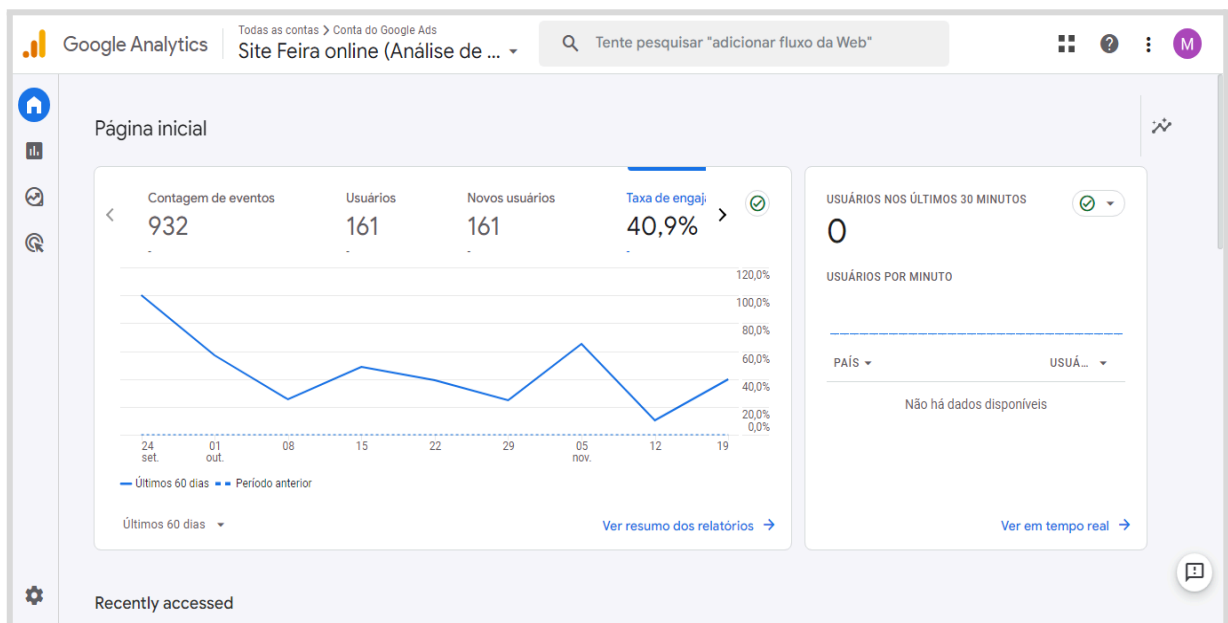 Google Analytics
Todas as contas > Conta do Google Ads
Site Feira online (Análise de ...
Tente pesquisar "adicionar fluxo da Web"
M
Página inicial
Contagem de eventos
932
-
Usuários
161
-
Novos usuários
161
-
Taxa de engaj
40,9%
-
120,0%
100,0%
80,0%
60,0%
40,0%
20,0%
0,0%
24 set.
01 out.
08
15
22
29
05 nov.
12
19
Últimos 60 dias
Período anterior
Últimos 60 dias
Ver resumo dos relatórios
USUÁRIOS NOS ÚLTIMOS 30 MINUTOS
0
USUÁRIOS POR MINUTO
PAÍS
USUÁ...
Não há dados disponíveis
Ver em tempo real
Recently accessed